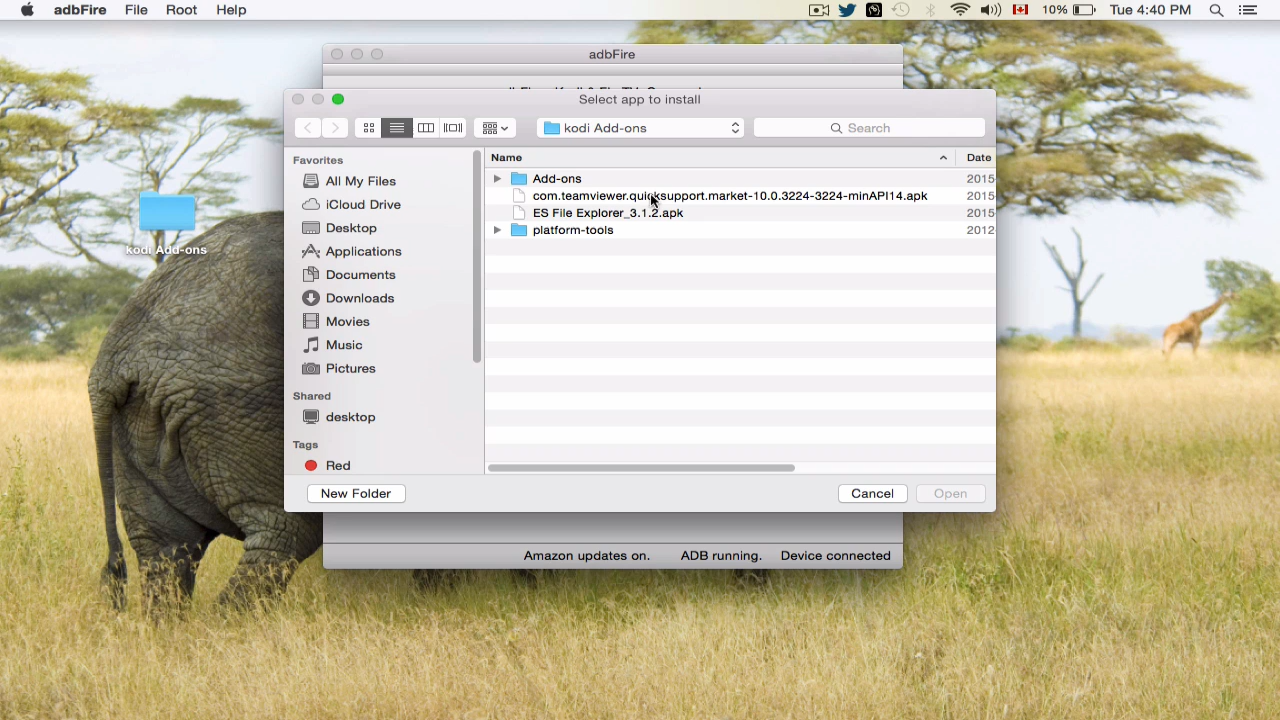 adbFire File Root Help 10% Tue 4:40 PM
adbFire
Select app to install
kodi Add-ons Search
Favorites
All My Files
iCloud Drive
Desktop
Applications
Documents
Downloads
Movies
Music
Pictures
Shared
desktop
Tags
Red
Name Date
Add-ons 2015
com.teamviewer.quicksupport.market-10.0.3224-3224-minAPI14.apk 2015
ES File Explorer_3.1.2.apk 2015
platform-tools 2012
New Folder Cancel Open
Amazon updates on. ADB running. Device connected
kodi Add-ons